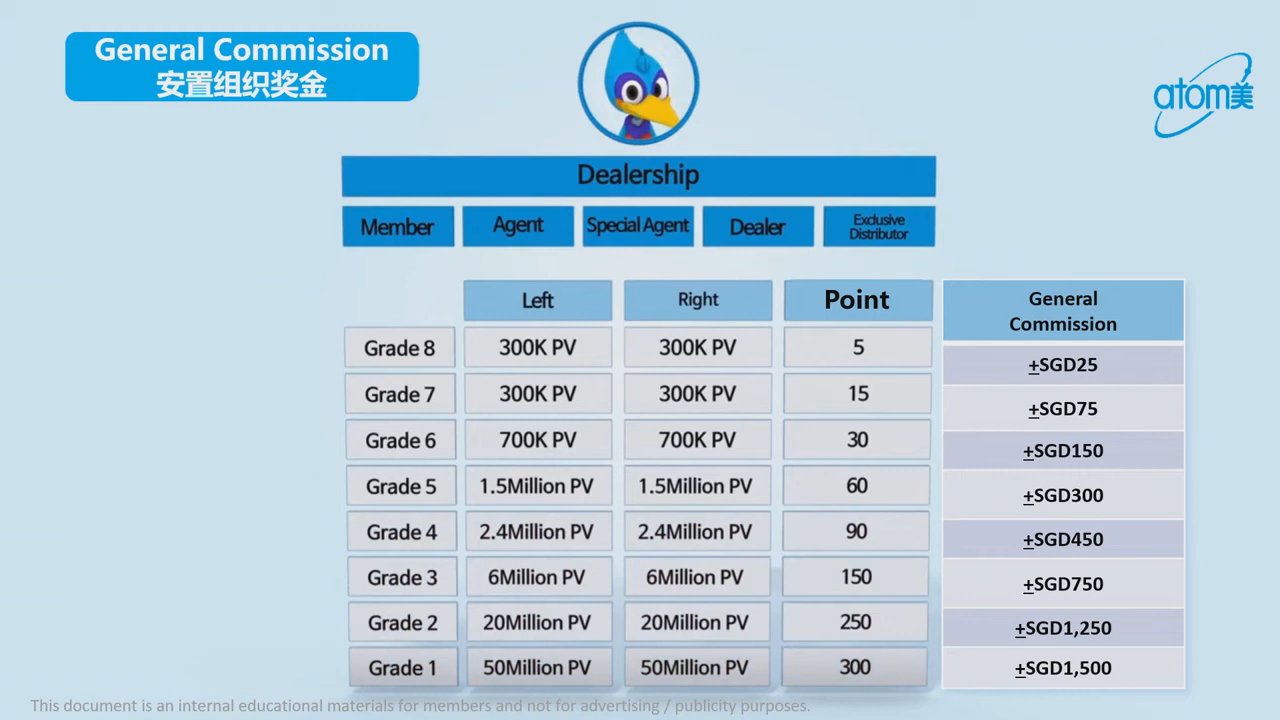 General Commission
安置组织奖金
atom美
Dealership
Member Agent Special Agent Dealer Exclusive Distributor
Left Right Point General Commission
Grade 8 300K PV 300K PV 5 ±SGD25
Grade 7 300K PV 300K PV 15 ±SGD75
Grade 6 700K PV 700K PV 30 ±SGD150
Grade 5 1.5Million PV 1.5Million PV 60 ±SGD300
Grade 4 2.4Million PV 2.4Million PV 90 ±SGD450
Grade 3 6Million PV 6Million PV 150 ±SGD750
Grade 2 20Million PV 20Million PV 250 ±SGD1,250
Grade 1 50Million PV 50Million PV 300 ±SGD1,500
This document is an internal educational materials for members and not for advertising / publicity purposes.